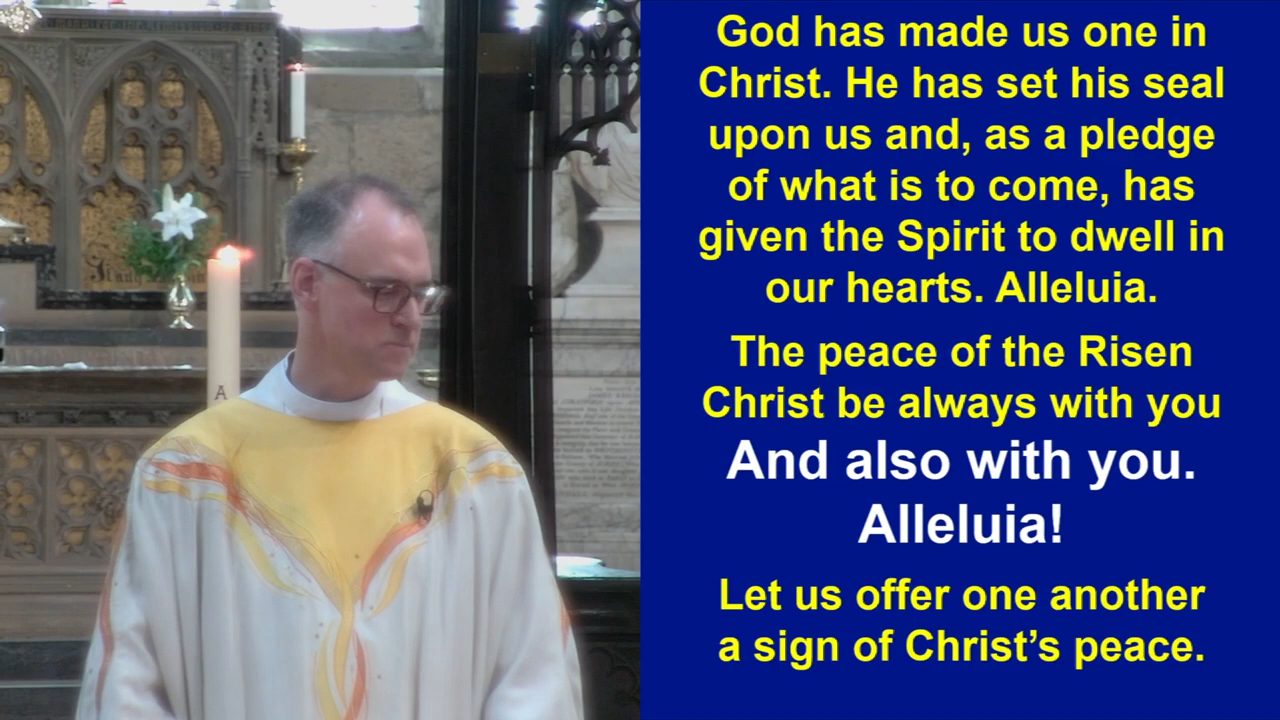 God has made us one in
Christ. He has set his seal
upon us and, as a pledge
of what is to come, has
given the Spirit to dwell in
our hearts. Alleluia.
The peace of the Risen
Christ be always with you
And also with you.
Alleluia!
Let us offer one another
a sign of Christ’s peace.
A